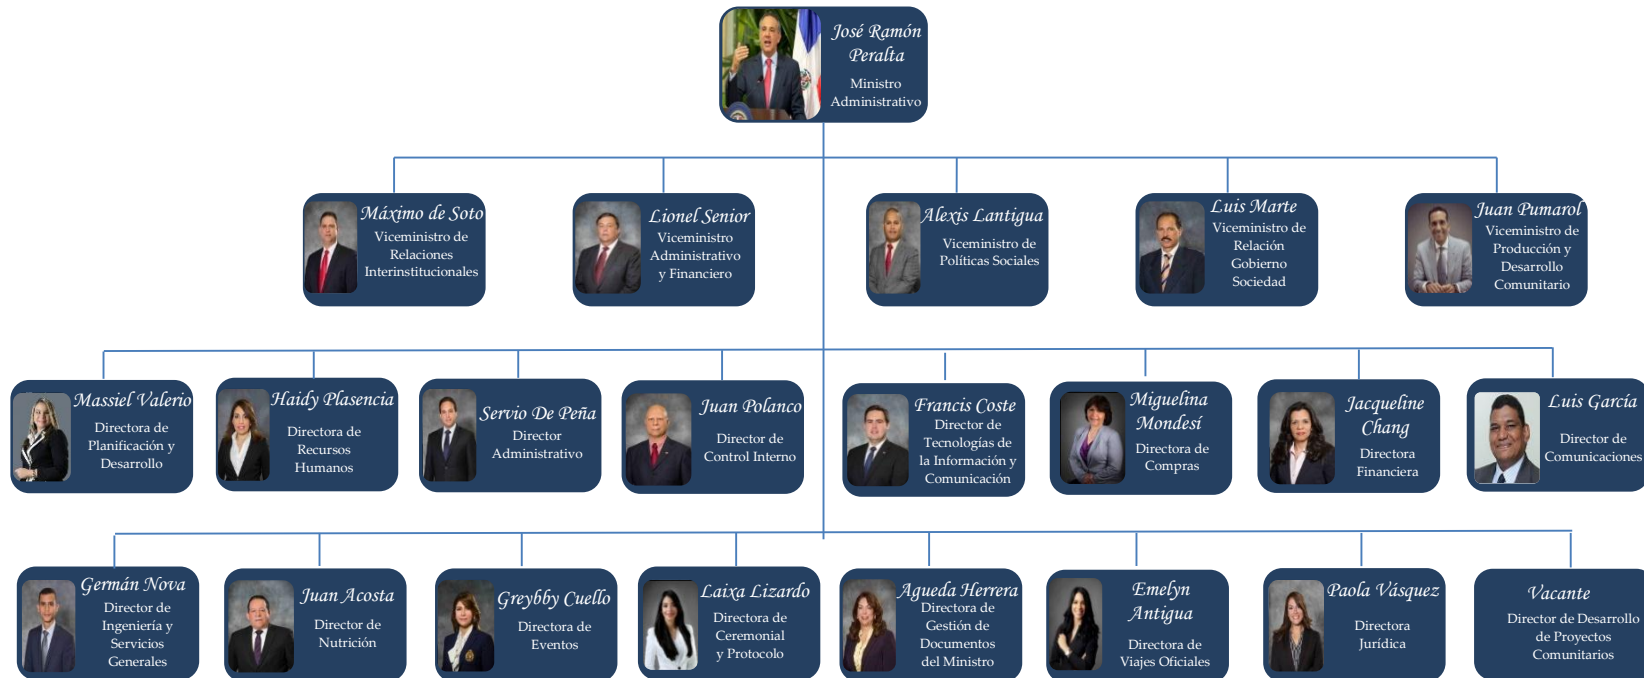 José Ramón
Peralta
Ministro
Administrativo
Máximo de Soto
Viceministro de
Relaciones
Interinstitucionales
Lionel Senior
Viceministro
Administrativo
y Financiero
Alexis Lantigua
Viceministro de
Políticas Sociales
Luis Marte
Viceministro de
Relación
Gobierno
Sociedad
Juan Pumarol
Viceministro de
Producción y
Desarrollo
Comunitario
Massiel Valerio
Directora de
Planificación y
Desarrollo
Haidy Plasencia
Directora de
Recursos
Humanos
Servio De Peña
Director
Administrativo
Juan Polanco
Director de
Control Interno
Francis Coste
Director de
Tecnologías de
la Información y
Comunicación
Miguelina
Mondesí
Directora de
Compras
Jacqueline
Chang
Directora
Financiera
Luis García
Director de
Comunicaciones
Germán Nova
Director de
Ingeniería y
Servicios
Generales
Juan Acosta
Director de
Nutrición
Greybby Cuello
Directora de
Eventos
Laixa Lizardo
Directora de
Ceremonial
y Protocolo
Agueda Herrera
Directora de
Gestión de
Documentos
del Ministro
Emelyn
Antigua
Directora de
Viajes Oficiales
Paola Vásquez
Directora
Jurídica
Vacante
Director de Desarrollo
de Proyectos
Comunitarios